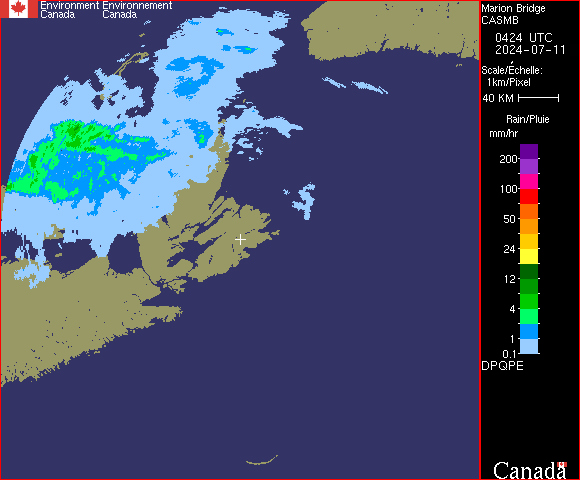 Environment Environnement
Canada Canada
Marion Bridge
CASMB
0424 UTC
2024-07-11
Scale/Échelle:
1km/Pixel
40 KM
Rain/Pluie
mm/hr
200
100
50
24
12
4
1
0.1
DPQPE
Canada